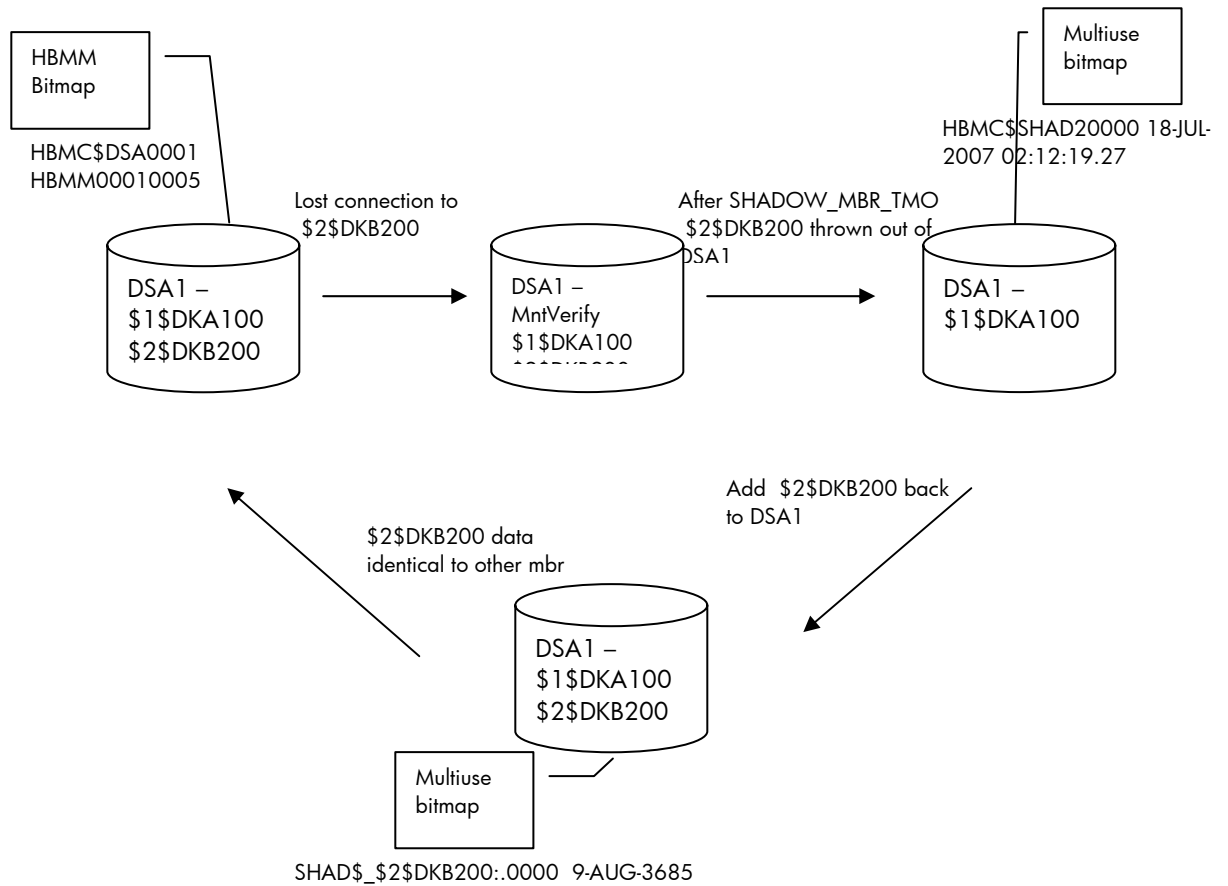 HBMM
Bitmap
HBMC$DSA0001
HBMM00010005
Lost connection to
$2$DKB200
DSA1 –
$1$DKA100
$2$DKB200
DSA1 –
MntVerify
$1$DKA100
After SHADOW_MBR_TMO
$2$DKB200 thrown out of
DSA1
Multiuse
bitmap
HBMC$SHAD20000 18-JUL-
2007 02:12:19.27
DSA1 –
$1$DKA100
Add $2$DKB200 back
to DSA1
$2$DKB200 data
identical to other mbr
DSA1 –
$1$DKA100
$2$DKB200
Multiuse
bitmap
SHAD$_$2$DKB200:.0000 9-AUG-3685